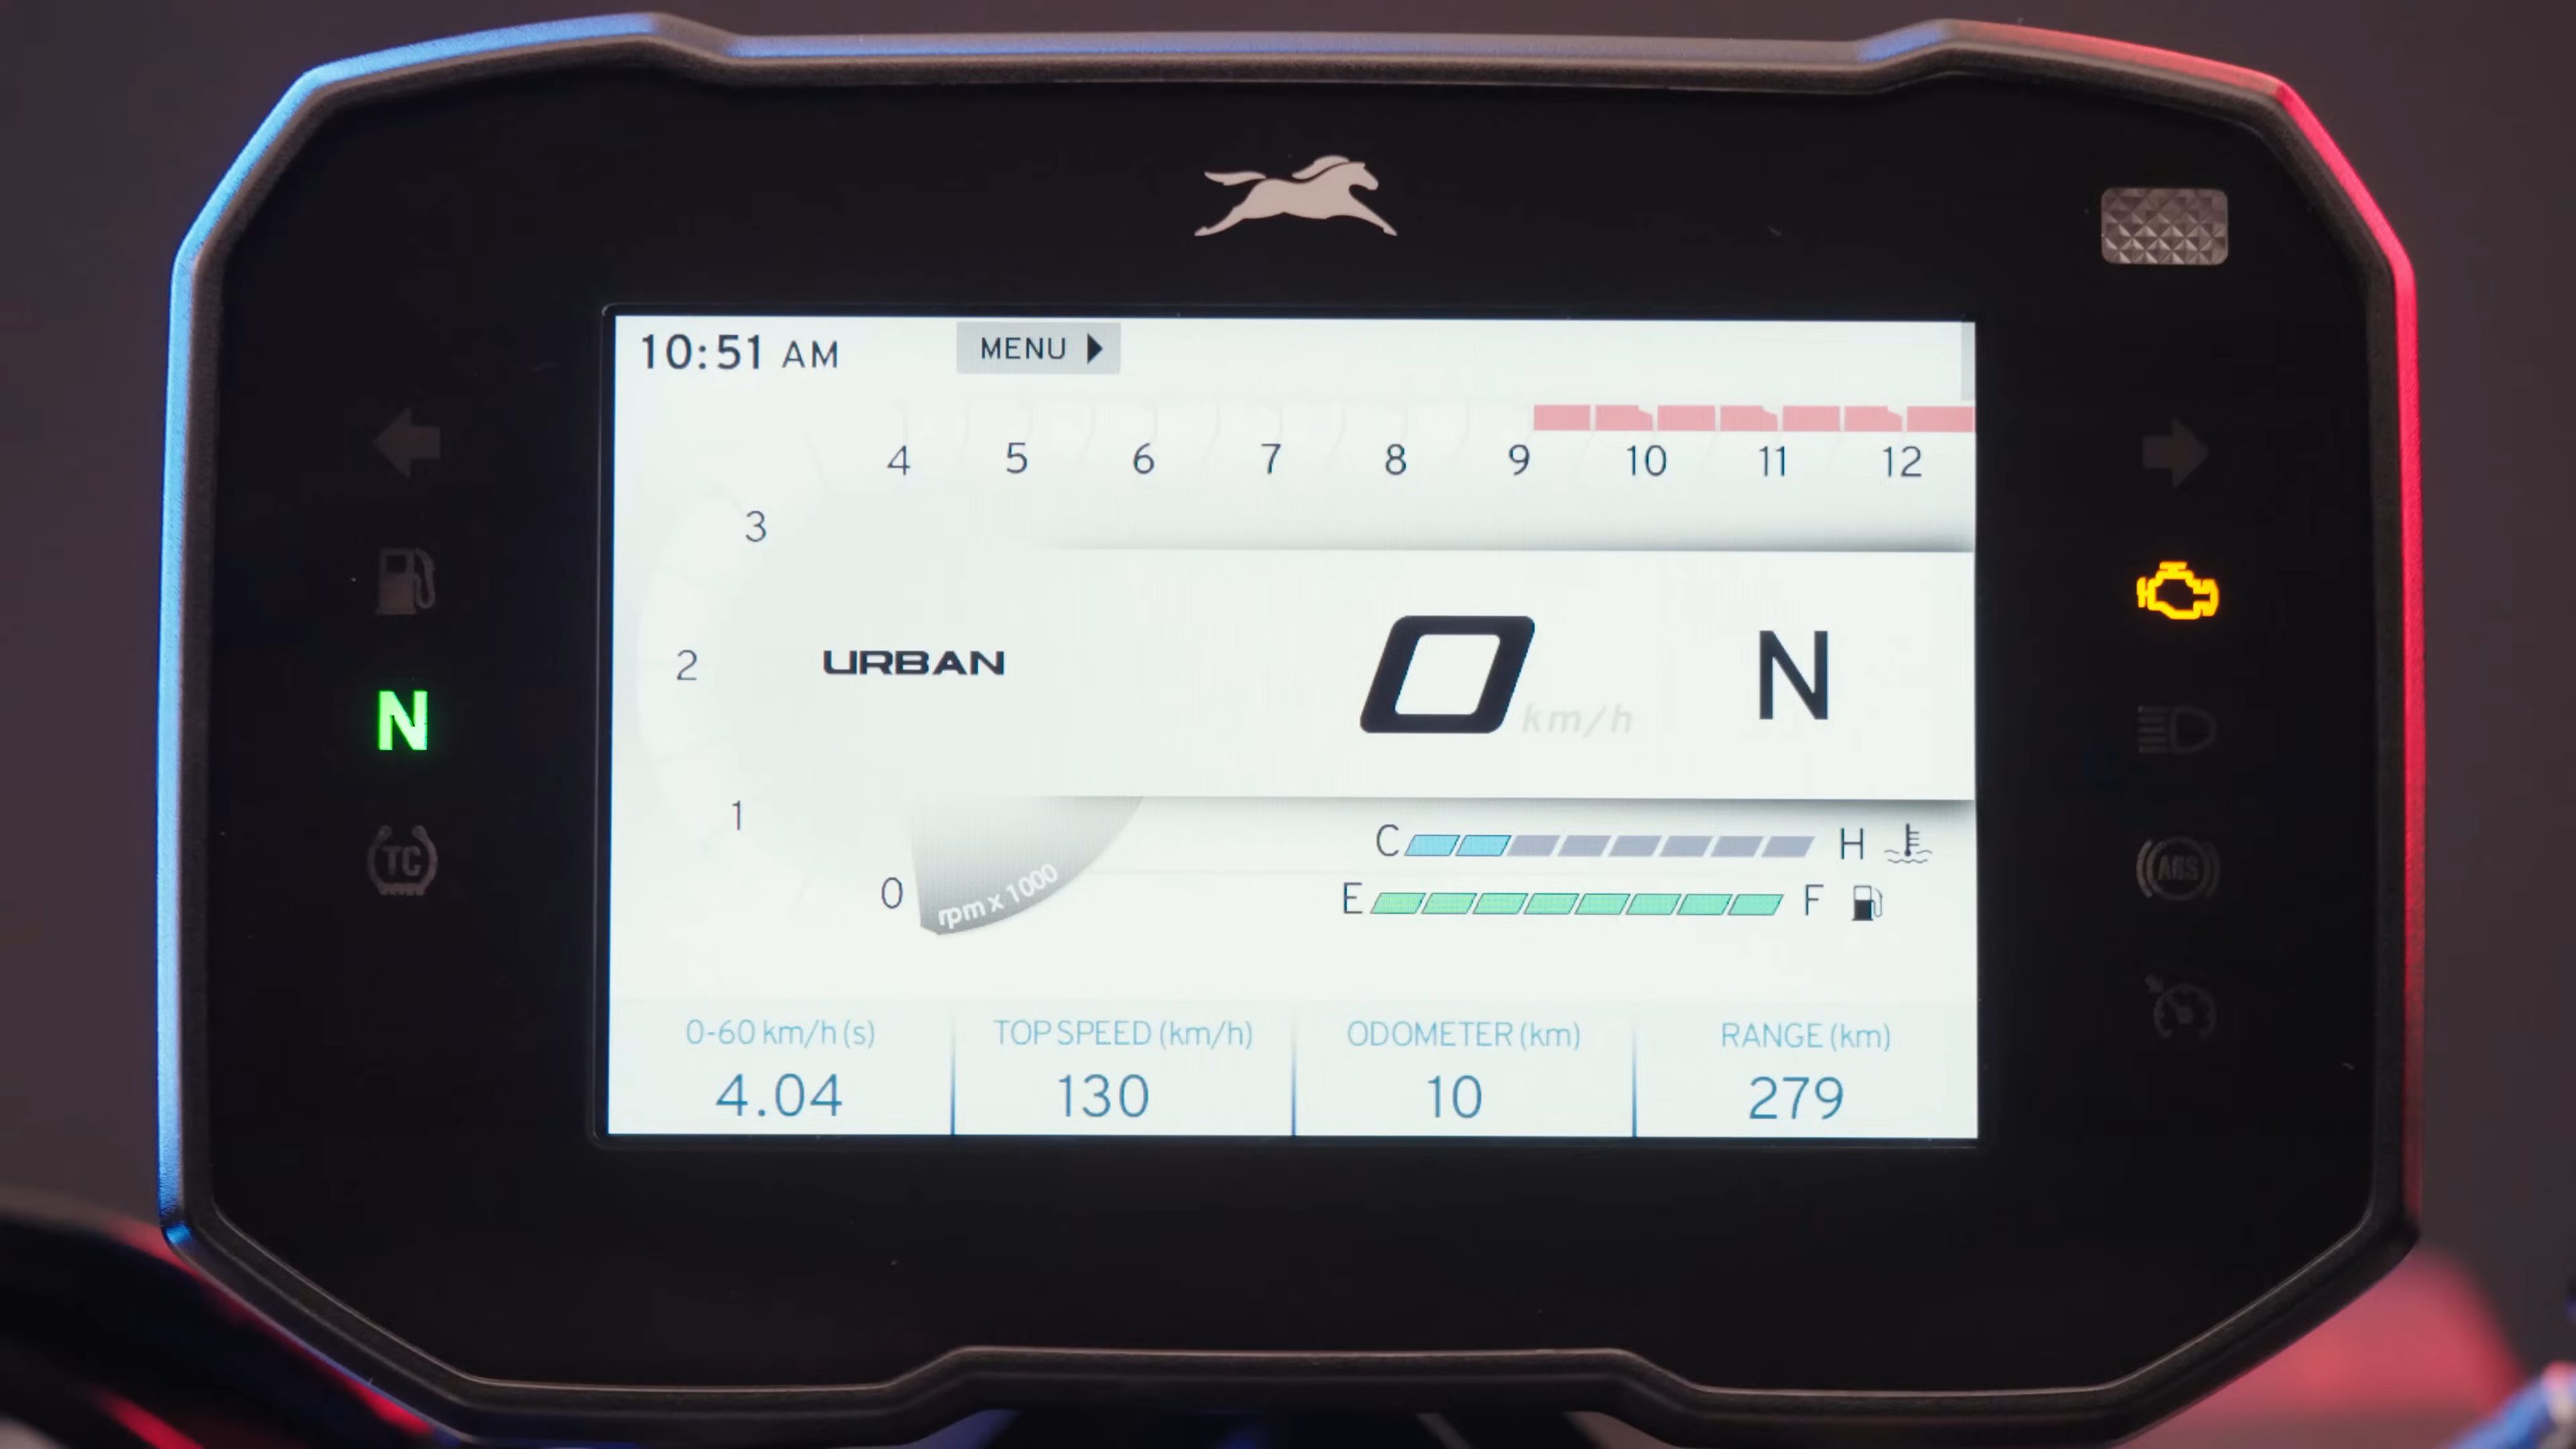 10:51 AM
MENU
4 5 6 7 8 9 10 11 12
3
2
URBAN
0 km/h
N
N
1
0
rpm x 1000
C H
E F
TC
ABS
0-60 km/h (s)
4.04
TOP SPEED (km/h)
130
ODOMETER (km)
10
RANGE (km)
279